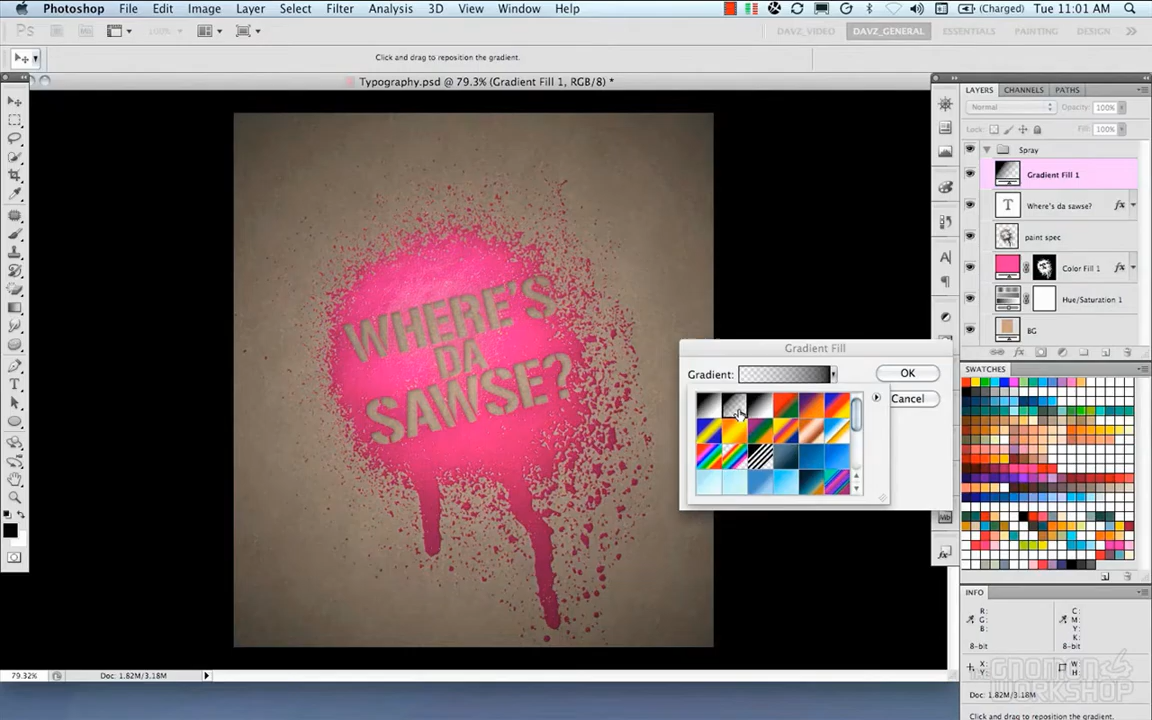 Photoshop File Edit Image Layer Select Filter Analysis 3D View Window Help (Charged) Tue 11:01 AM
Ps Mb 100% DAVZ_VIDEO DAVZ_GENERAL ESSENTIALS PAINTING DESIGN
Click and drag to reposition the gradient.
Typography.psd @ 79.3% (Gradient Fill 1, RGB/8) *
LAYERS CHANNELS PATHS
Normal Opacity: 100%
Lock: Fill: 100%
Spray
Gradient Fill 1
Where's da sawse? fx
paint spec
Color Fill 1 fx
Hue/Saturation 1
BG
WHERE'S
DA
SAWSE?
Gradient Fill
Gradient: OK
Cancel
SWATCHES
INFO
R: C:
G: M:
B: Y:
K:
8-bit 8-bit
X: W:
Y: H:
Doc: 1.82M/3.18M
Click and drag to reposition the gradient.
79.32% Doc: 1.82M/3.18M
GNOMON
WORKSHOP